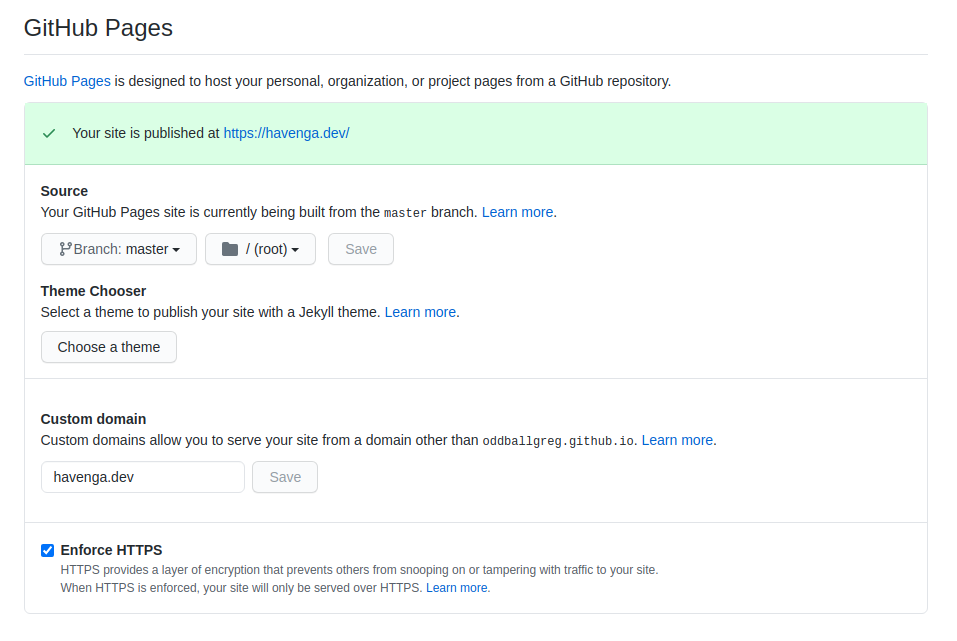 GitHub Pages
GitHub Pages is designed to host your personal, organization, or project pages from a GitHub repository.
Your site is published at https://havenga.dev/
Source
Your GitHub Pages site is currently being built from the master branch. Learn more.
Branch: master / (root) Save
Theme Chooser
Select a theme to publish your site with a Jekyll theme. Learn more.
Choose a theme
Custom domain
Custom domains allow you to serve your site from a domain other than oddballgreg.github.io. Learn more.
havenga.dev Save
Enforce HTTPS
HTTPS provides a layer of encryption that prevents others from snooping on or tampering with traffic to your site.
When HTTPS is enforced, your site will only be served over HTTPS. Learn more.